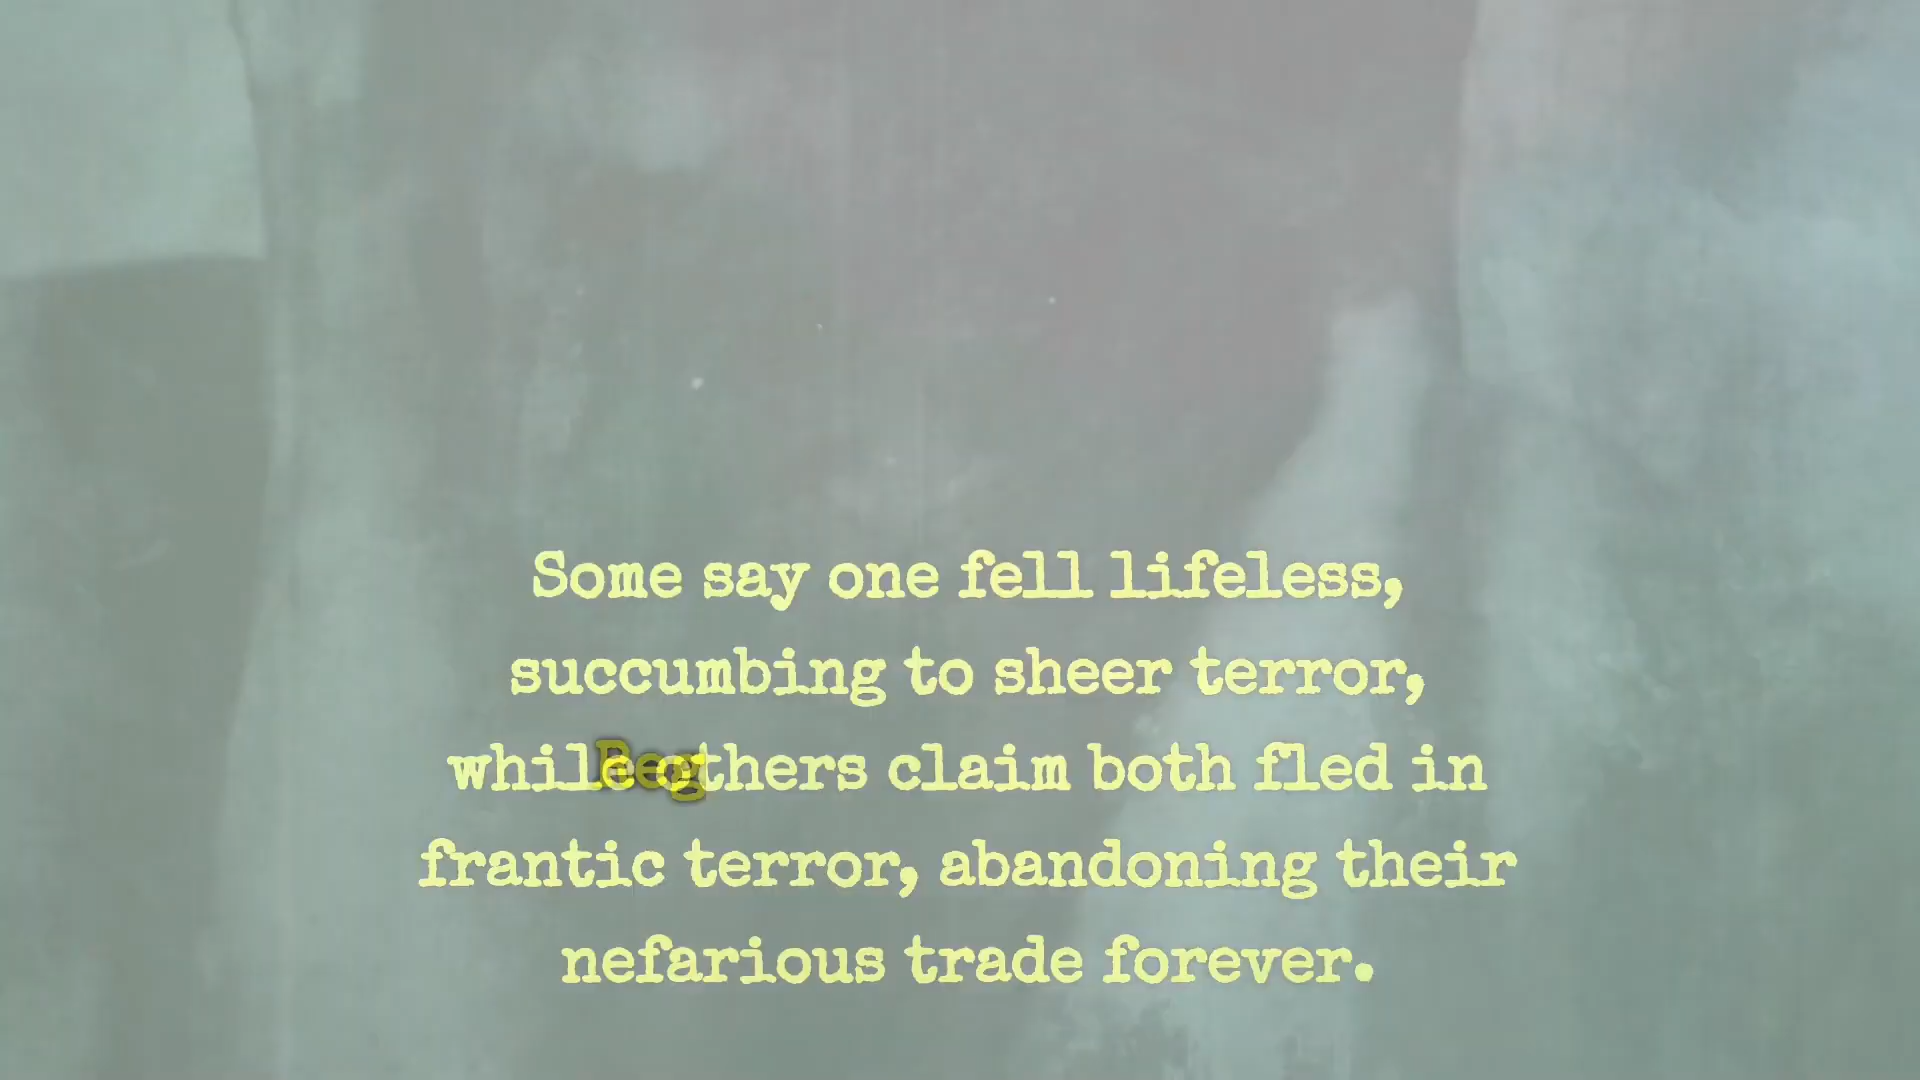 Some say one fell lifeless,
succumbing to sheer terror,
while others claim both fled in
frantic terror, abandoning their
nefarious trade forever.